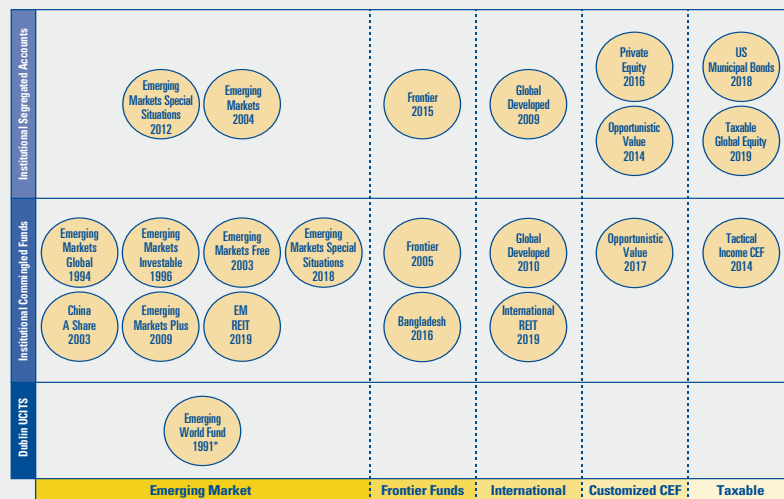 Institutional Segregated Accounts
Emerging
Markets Special
Situations
2012
Emerging
Markets
2004
Frontier
2015
Global
Developed
2009
Private
Equity
2016
Opportunistic
Value
2014
US
Municipal Bonds
2018
Taxable
Global Equity
2019
Institutional Commingled Funds
Emerging
Markets
Global
1994
Emerging
Markets
Investable
1996
Emerging
Markets Free
2003
Emerging
Markets Special
Situations
2018
China
A Share
2003
Emerging
Markets Plus
2009
EM
REIT
2019
Frontier
2005
Bangladesh
2016
Global
Developed
2010
International
REIT
2019
Opportunistic
Value
2017
Tactical
Income CEF
2014
Dublin UCITS
Emerging
World Fund
1991*
Emerging Market
Frontier Funds
International
Customized CEF
Taxable